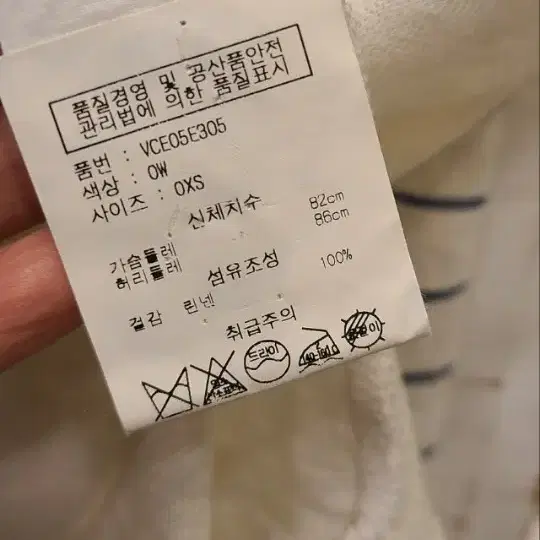 품질경영 및 공산품안전
관리법에 의한 품질표시
품번 : VCE05E305
색상 : OW
사이즈 : OXS
신체치수
가슴둘레 82cm
허리둘레 86cm
섬유조성
겉감 린넨 100%
취급주의
드라이